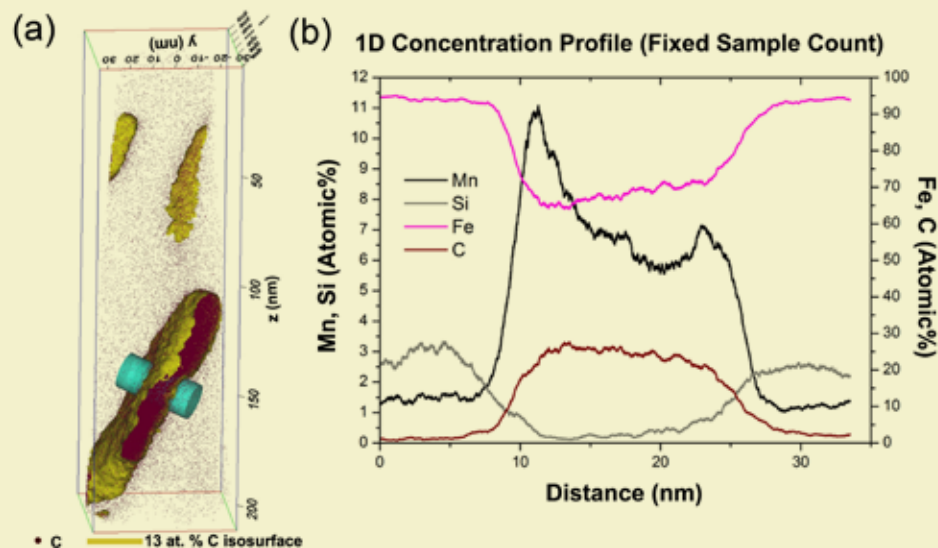 (a)
y (nm)
30 20 10 0 -10 -20 -30
50
100
150
200
z (nm)
C
13 at. % C isosurface
(b)
1D Concentration Profile (Fixed Sample Count)
Mn, Si (Atomic%)
12
11
10
9
8
7
6
5
4
3
2
1
0
Mn
Si
Fe
C
100
90
80
70
60
50
40
30
20
10
0
Fe, C (Atomic%)
0 10 20 30
Distance (nm)